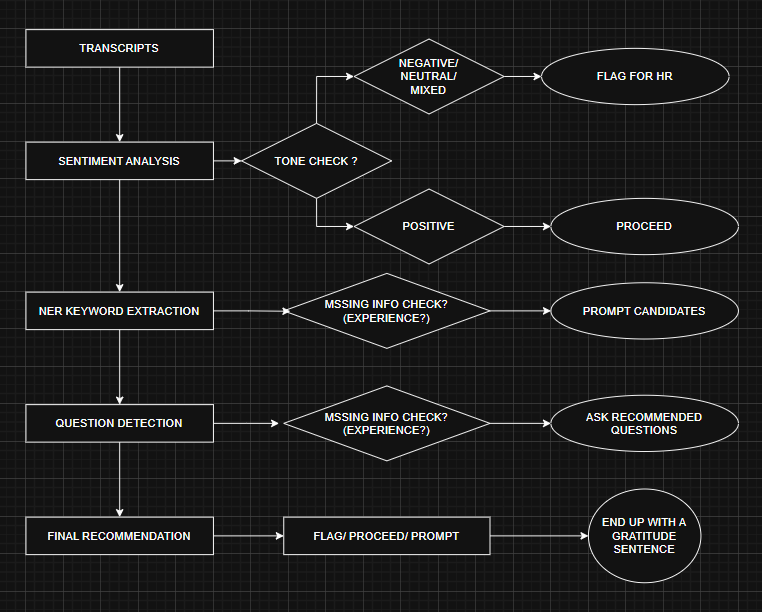 TRANSCRIPTS
NEGATIVE/
NEUTRAL/
MIXED
FLAG FOR HR
SENTIMENT ANALYSIS
TONE CHECK ?
POSITIVE
PROCEED
NER KEYWORD EXTRACTION
MSSING INFO CHECK?
(EXPERIENCE?)
PROMPT CANDIDATES
QUESTION DETECTION
MSSING INFO CHECK?
(EXPERIENCE?)
ASK RECOMMENDED
QUESTIONS
FINAL RECOMMENDATION
FLAG/ PROCEED/ PROMPT
END UP WITH A
GRATITUDE
SENTENCE